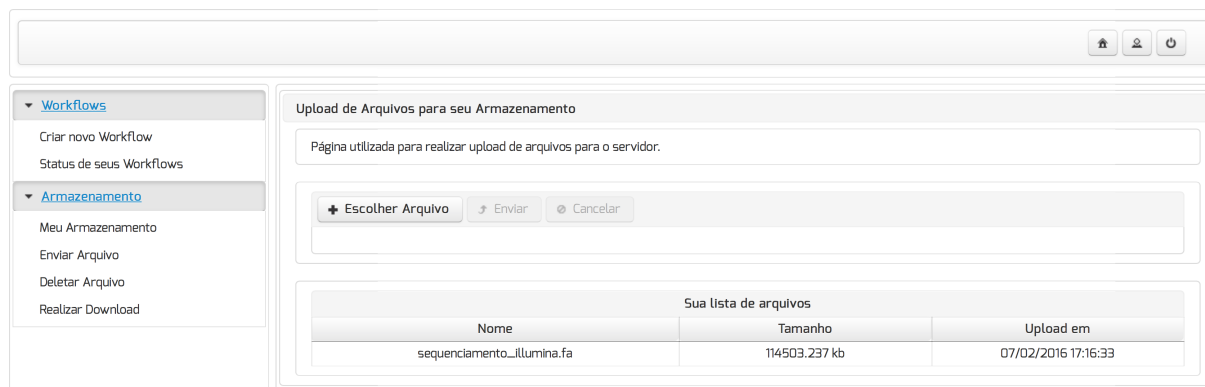 Workflows
Criar novo Workflow
Status de seus Workflows
Armazenamento
Meu Armazenamento
Enviar Arquivo
Deletar Arquivo
Realizar Download
Upload de Arquivos para seu Armazenamento
Página utilizada para realizar upload de arquivos para o servidor.
Escolher Arquivo Enviar Cancelar
Sua lista de arquivos
Nome Tamanho Upload em
sequenciamento_illumina.fa 114503.237 kb 07/02/2016 17:16:33